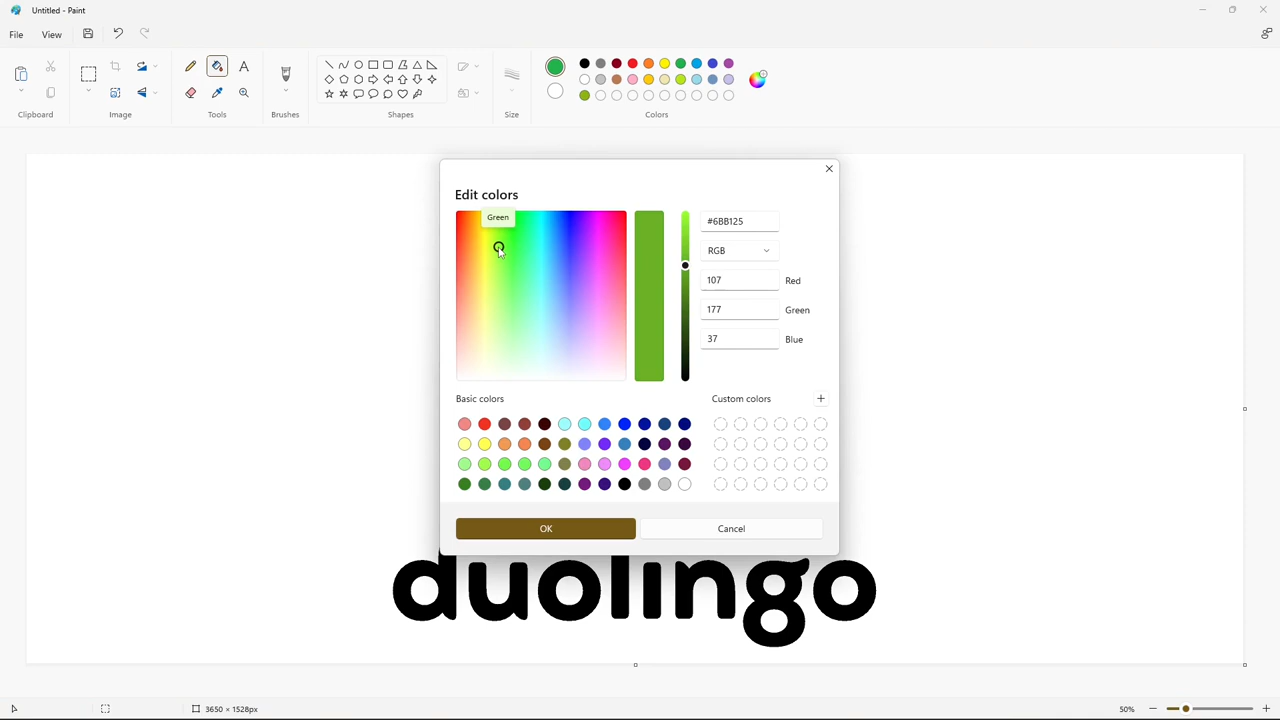 Untitled - Paint
File
View
Clipboard
Image
Tools
Brushes
Shapes
Size
Colors
Edit colors
Green
#6BB125
RGB
107 Red
177 Green
37 Blue
Basic colors
Custom colors
OK
Cancel
duolingo
3650 × 1528px
50%